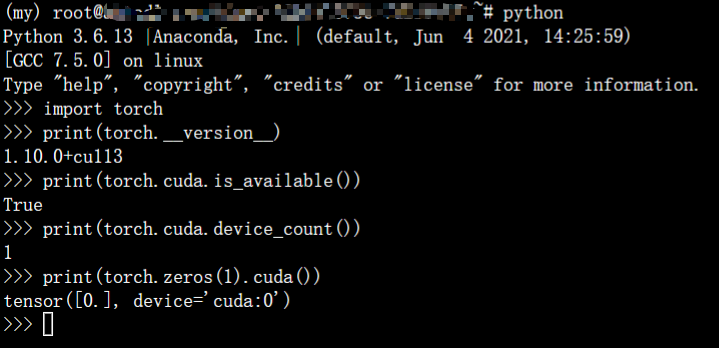 (my) root@ ~# python
Python 3.6.13 |Anaconda, Inc.| (default, Jun  4 2021, 14:25:59)
[GCC 7.5.0] on linux
Type "help", "copyright", "credits" or "license" for more information.
>>> import torch
>>> print(torch.__version__)
1.10.0+cu113
>>> print(torch.cuda.is_available())
True
>>> print(torch.cuda.device_count())
1
>>> print(torch.zeros(1).cuda())
tensor([0.], device='cuda:0')
>>>